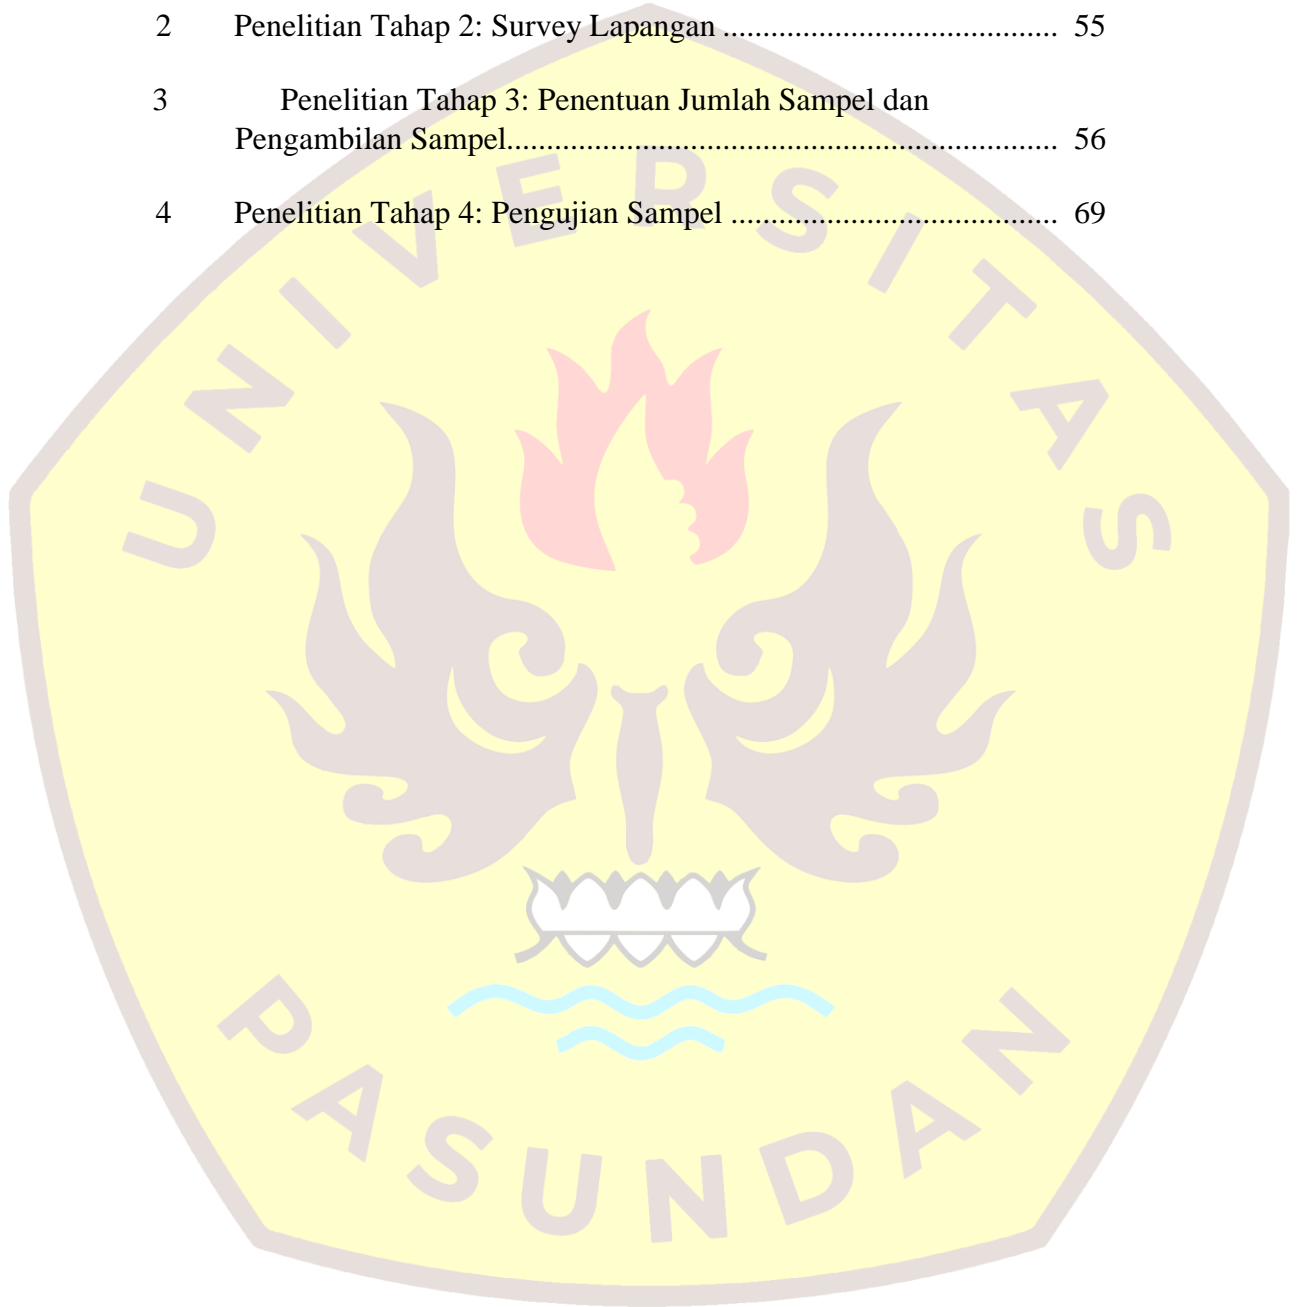 2 Penelitian Tahap 2: Survey Lapangan .......................................... 55
3 Penelitian Tahap 3: Penentuan Jumlah Sampel dan
Pengambilan Sampel...................................................................... 56
4 Penelitian Tahap 4: Pengujian Sampel ......................................... 69
UNIVERSITAS
PASUNDAN